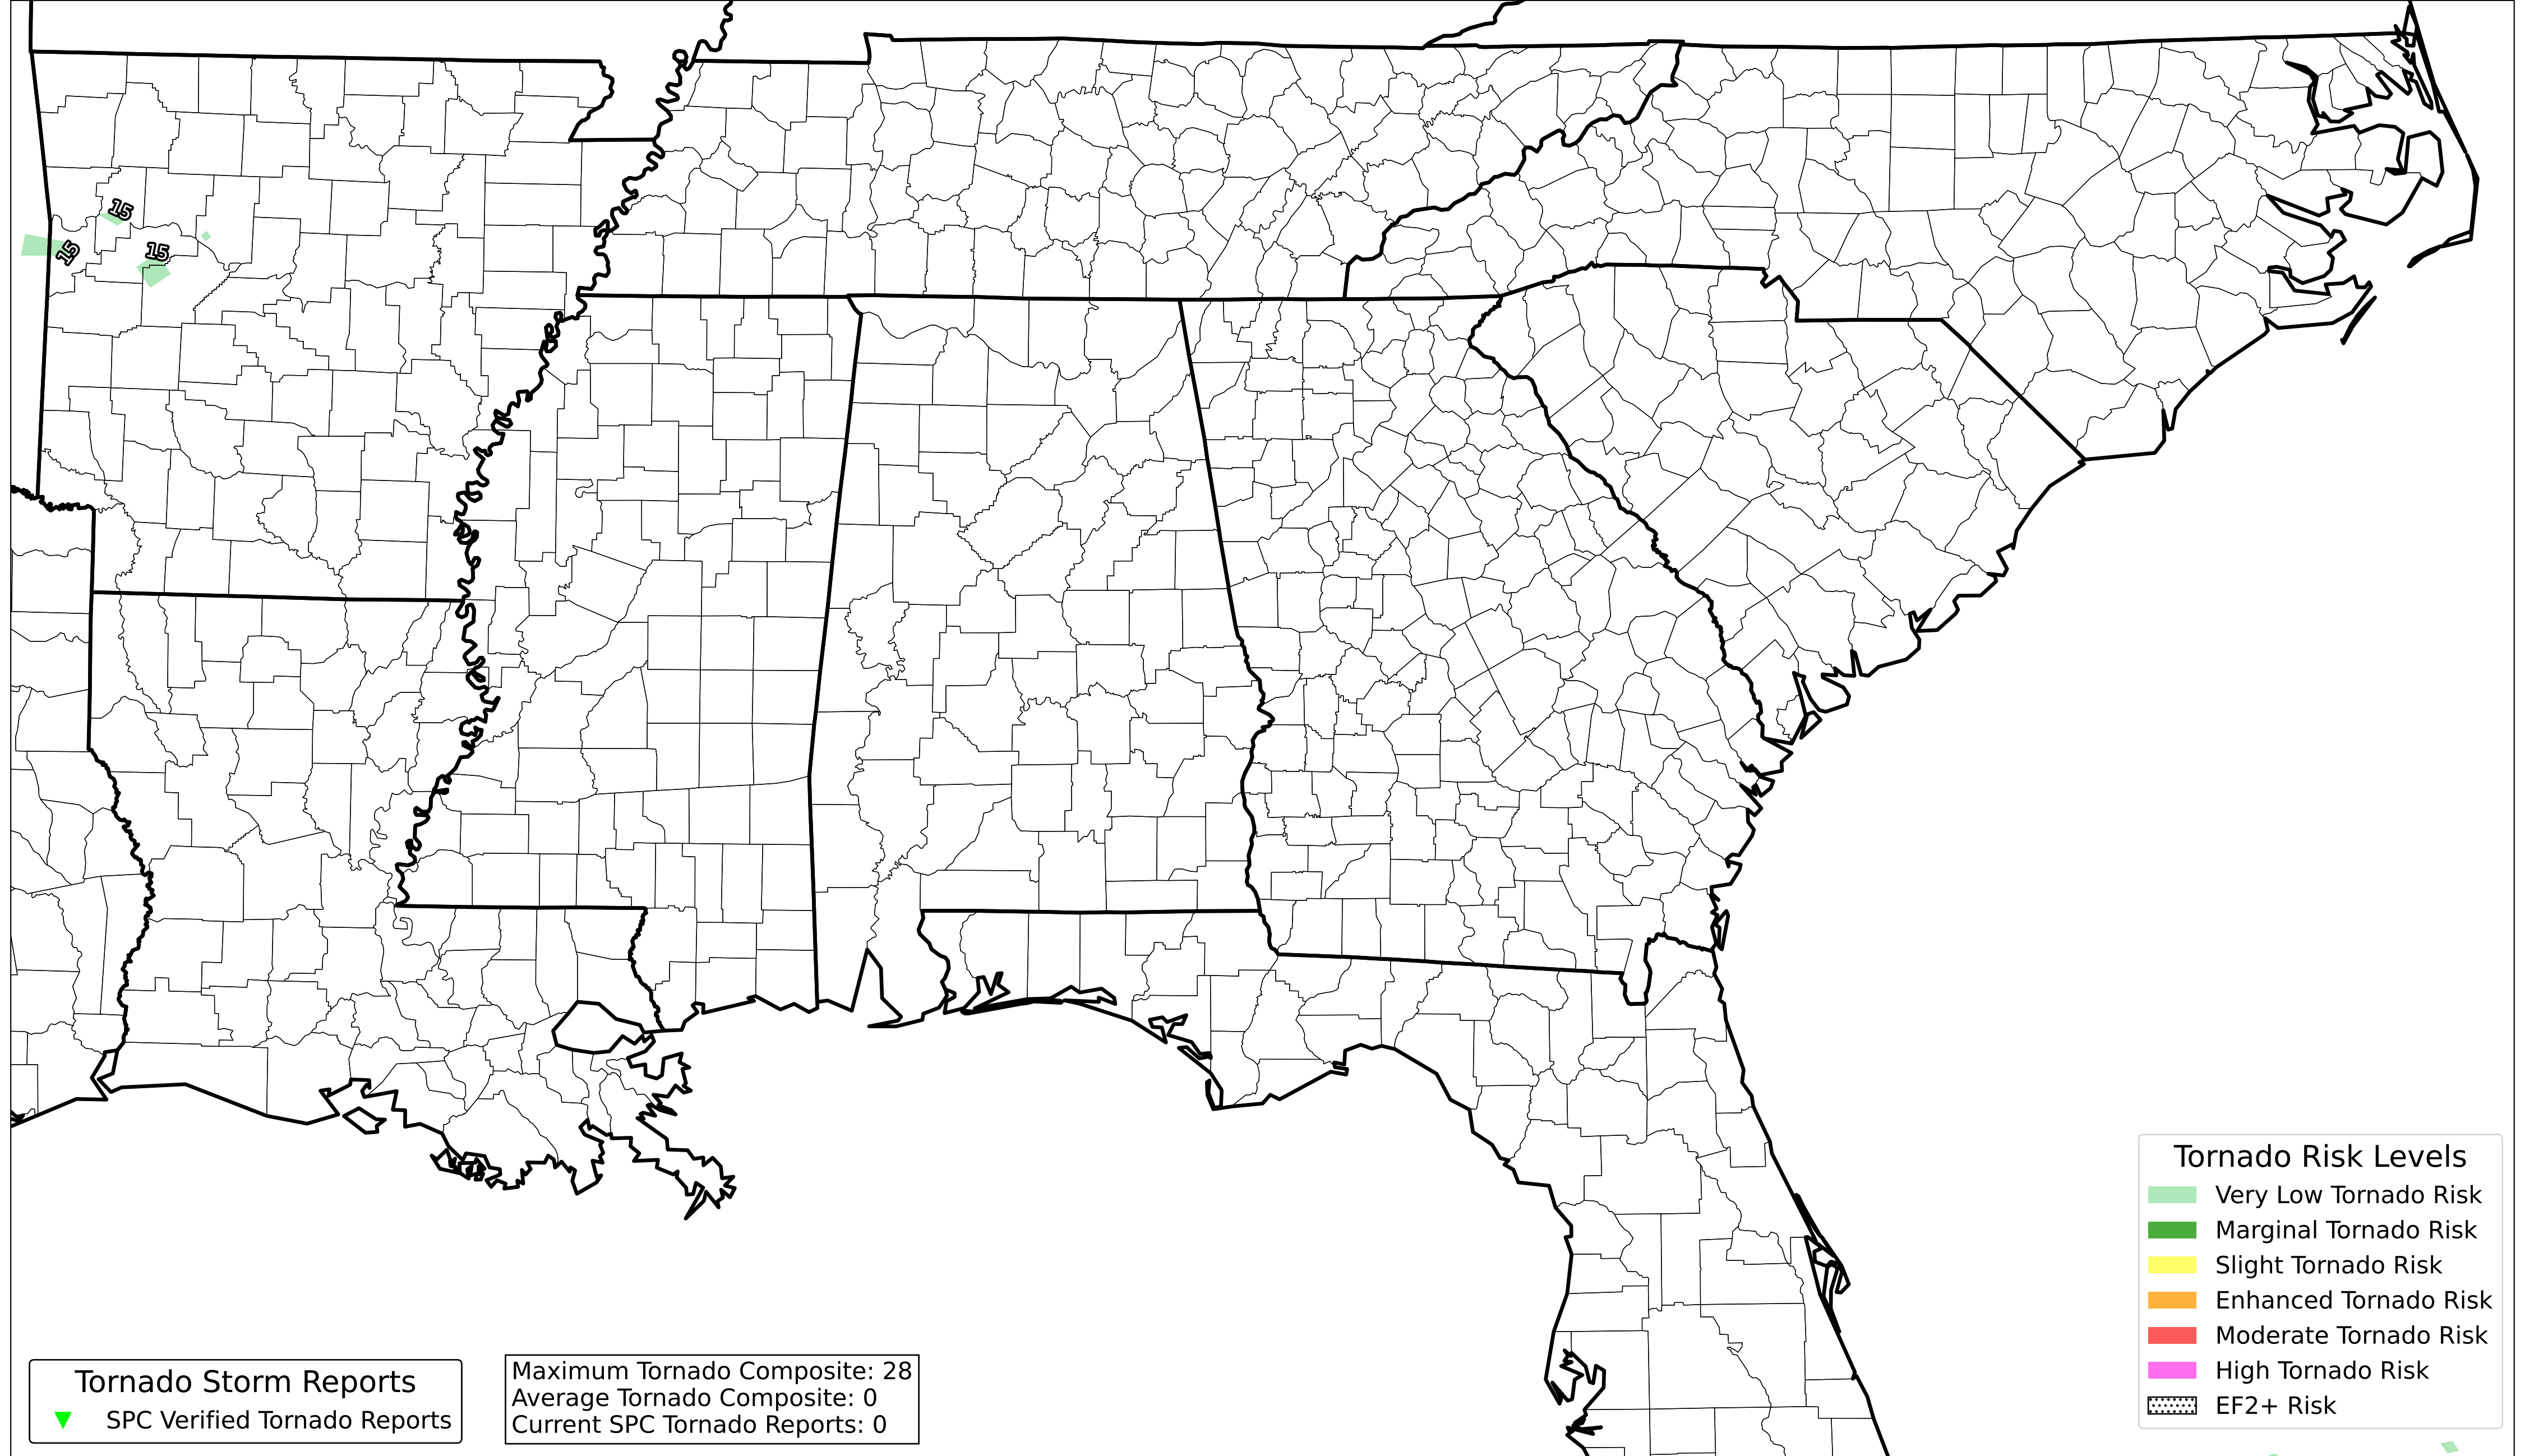 15
15
15
Tornado Risk Levels
Very Low Tornado Risk
Marginal Tornado Risk
Slight Tornado Risk
Enhanced Tornado Risk
Moderate Tornado Risk
High Tornado Risk
EF2+ Risk
Tornado Storm Reports
SPC Verified Tornado Reports
Maximum Tornado Composite: 28
Average Tornado Composite: 0
Current SPC Tornado Reports: 0